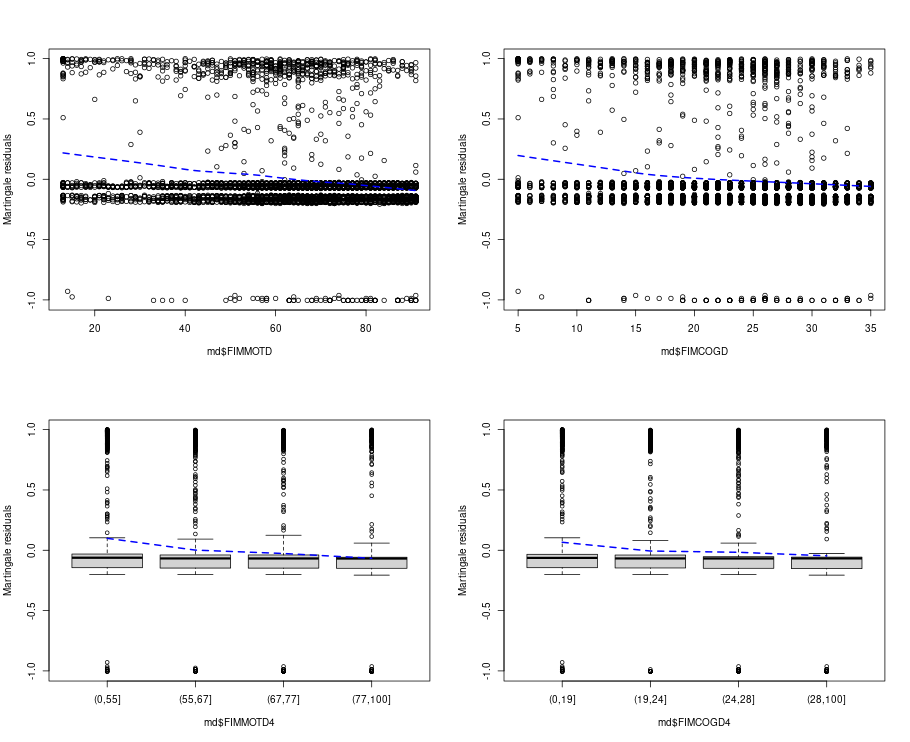 Martingale residuals
1.0
0.5
0.0
-0.5
-1.0
20 40 60 80
md$FIMMOTD
Martingale residuals
1.0
0.5
0.0
-0.5
-1.0
5 10 15 20 25 30 35
md$FIMCOGD
Martingale residuals
1.0
0.5
0.0
-0.5
-1.0
(0,55] (55,67] (67,77] (77,100]
md$FIMMOTD4
Martingale residuals
1.0
0.5
0.0
-0.5
-1.0
(0,19] (19,24] (24,28] (28,100]
md$FIMCOGD4